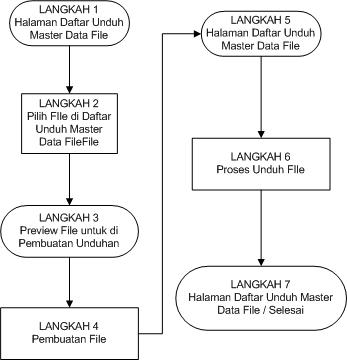 LANGKAH 1
Halaman Daftar Unduh
Master Data File
LANGKAH 2
Pilih FIle di Daftar
Unduh Master
Data FileFile
LANGKAH 3
Preview File untuk di
Pembuatan Unduhan
LANGKAH 4
Pembuatan File
LANGKAH 5
Halaman Daftar Unduh
Master Data File
LANGKAH 6
Proses Unduh FIle
LANGKAH 7
Halaman Daftar Unduh Master
Data File / Selesai